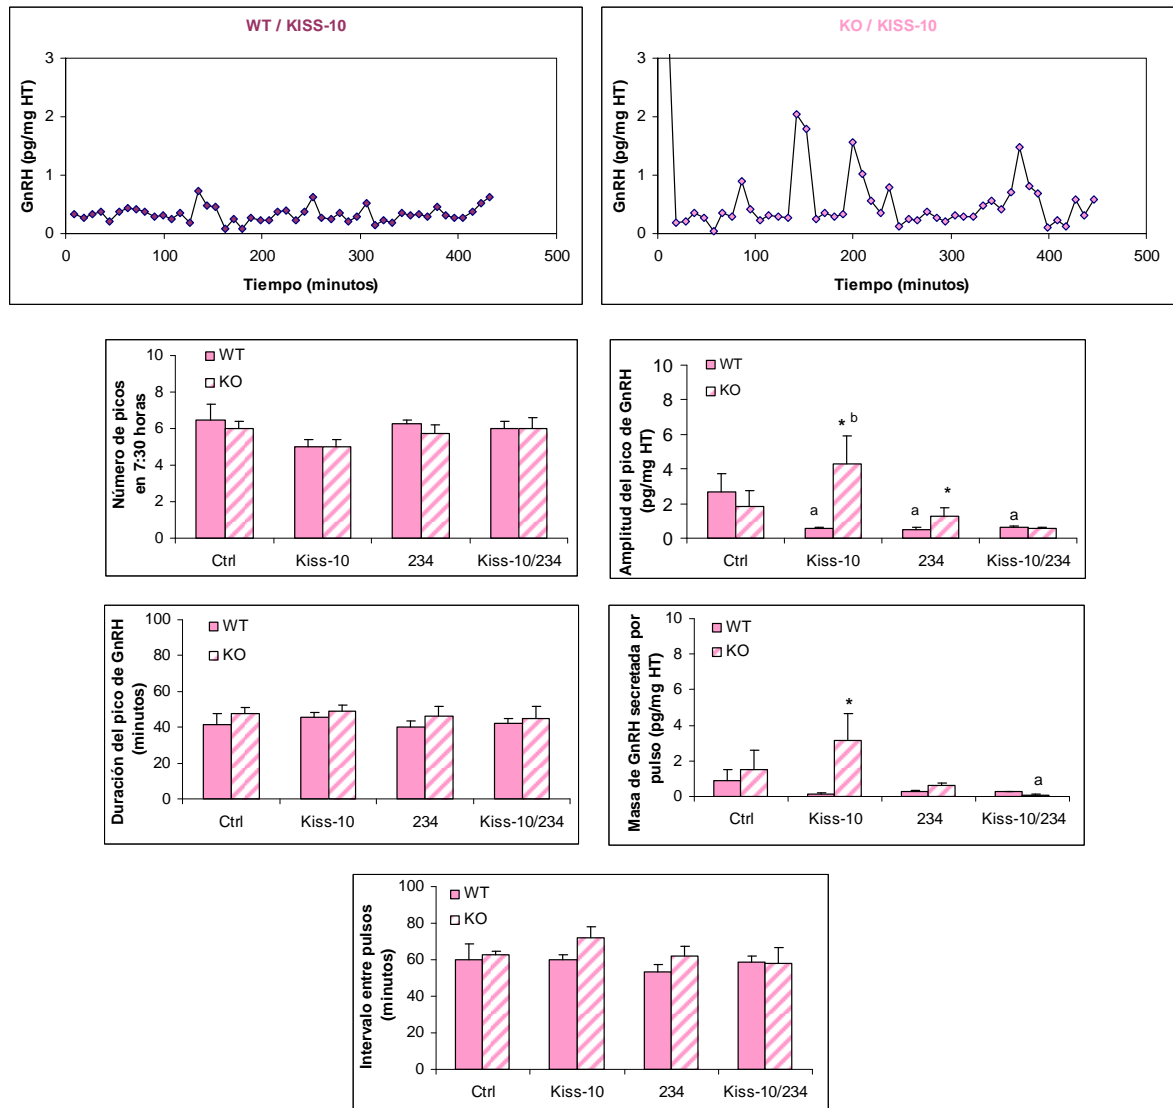 WT / KISS-10
GnRH (pg/mg HT)
3
2
1
0
0 100 200 300 400 500
Tiempo (minutos)
KO / KISS-10
GnRH (pg/mg HT)
3
2
1
0
0 100 200 300 400 500
Tiempo (minutos)
Número de picos
en 7:30 horas
10
8
6
4
2
0
WT
KO
Ctrl Kiss-10 234 Kiss-10/234
Amplitud del pico de GnRH
(pg/mg HT)
10
8
6
4
2
0
WT
KO
a * b a * a
Ctrl Kiss-10 234 Kiss-10/234
Duración del pico de GnRH
(minutos)
100
80
60
40
20
0
WT
KO
Ctrl Kiss-10 234 Kiss-10/234
Masa de GnRH secretada por
pulso (pg/mg HT)
10
8
6
4
2
0
WT
KO
* a
Ctrl Kiss-10 234 Kiss-10/234
Intervalo entre pulsos
(minutos)
100
80
60
40
20
0
WT
KO
Ctrl Kiss-10 234 Kiss-10/234